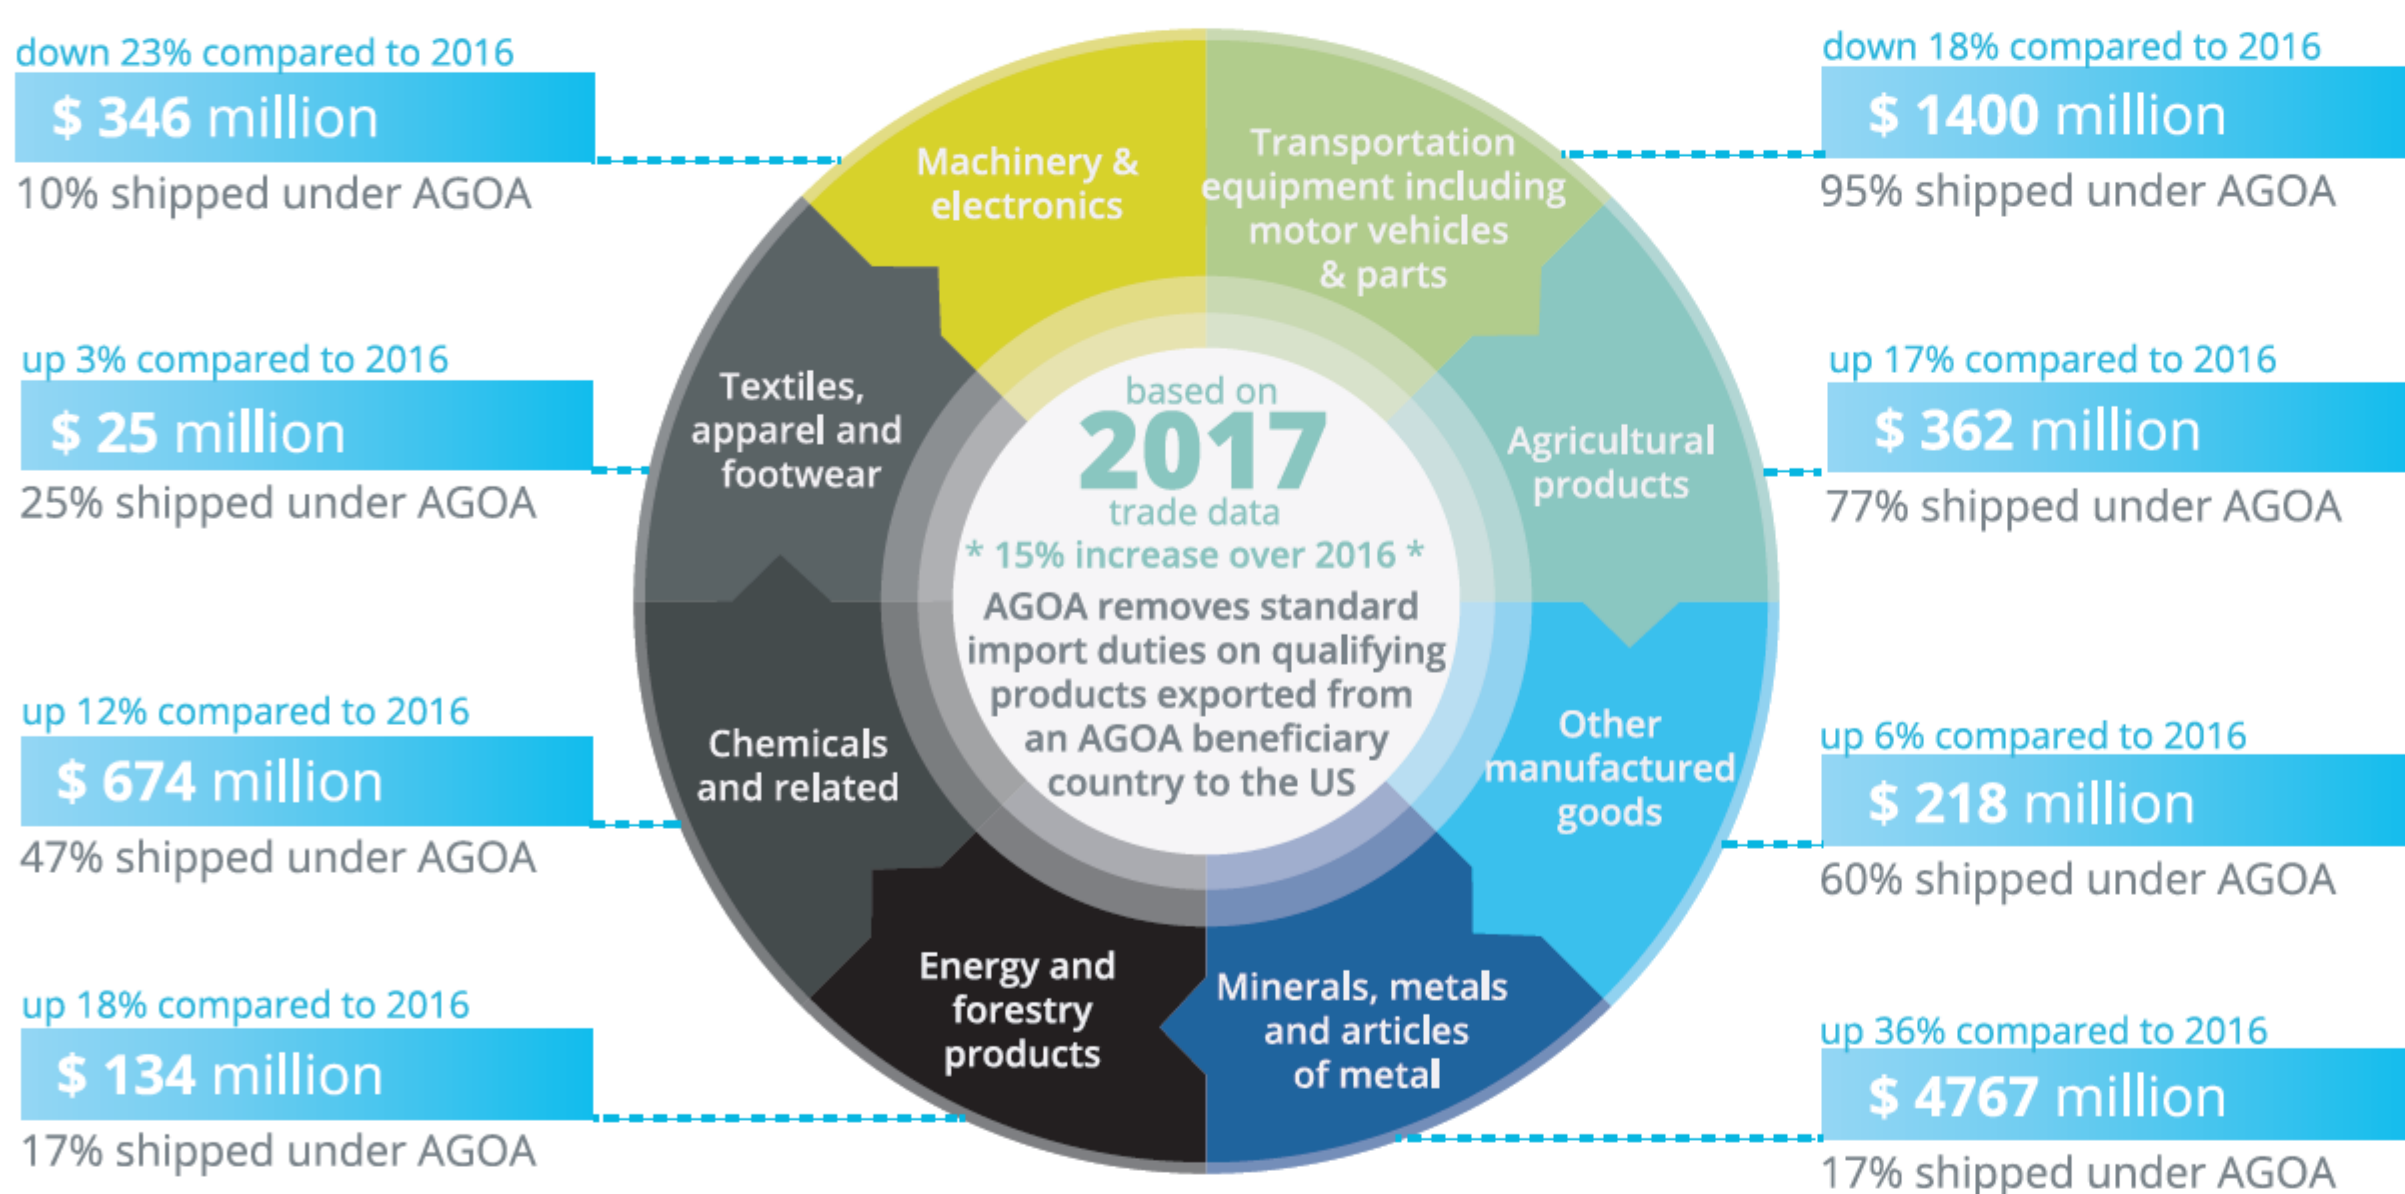 down 23% compared to 2016
$ 346 million
10% shipped under AGOA
up 3% compared to 2016
$ 25 million
25% shipped under AGOA
up 12% compared to 2016
$ 674 million
47% shipped under AGOA
up 18% compared to 2016
$ 134 million
17% shipped under AGOA
Machinery &
electronics
Transportation
equipment including
motor vehicles
& parts
Textiles,
apparel and
footwear
Agricultural
products
Chemicals
and related
Other
manufactured
goods
Energy and
forestry
products
Minerals, metals
and articles
of metal
based on
2017
trade data
* 15% increase over 2016 *
AGOA removes standard
import duties on qualifying
products exported from
an AGOA beneficiary
country to the US
down 18% compared to 2016
$ 1400 million
95% shipped under AGOA
up 17% compared to 2016
$ 362 million
77% shipped under AGOA
up 6% compared to 2016
$ 218 million
60% shipped under AGOA
up 36% compared to 2016
$ 4767 million
17% shipped under AGOA